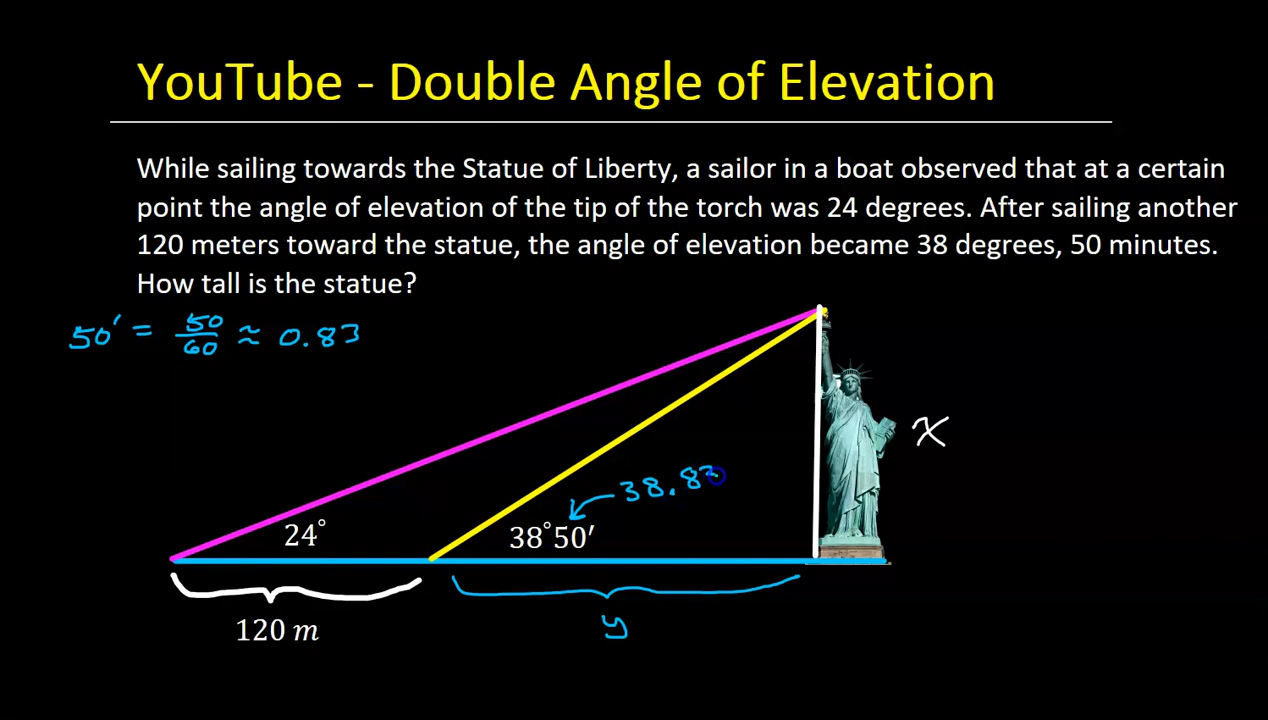 YouTube - Double Angle of Elevation
While sailing towards the Statue of Liberty, a sailor in a boat observed that at a certain
point the angle of elevation of the tip of the torch was 24 degrees. After sailing another
120 meters toward the statue, the angle of elevation became 38 degrees, 50 minutes.
How tall is the statue?
50' = 50/60 ≈ 0.83
x
38.83
24° 38°50′
120 m
y